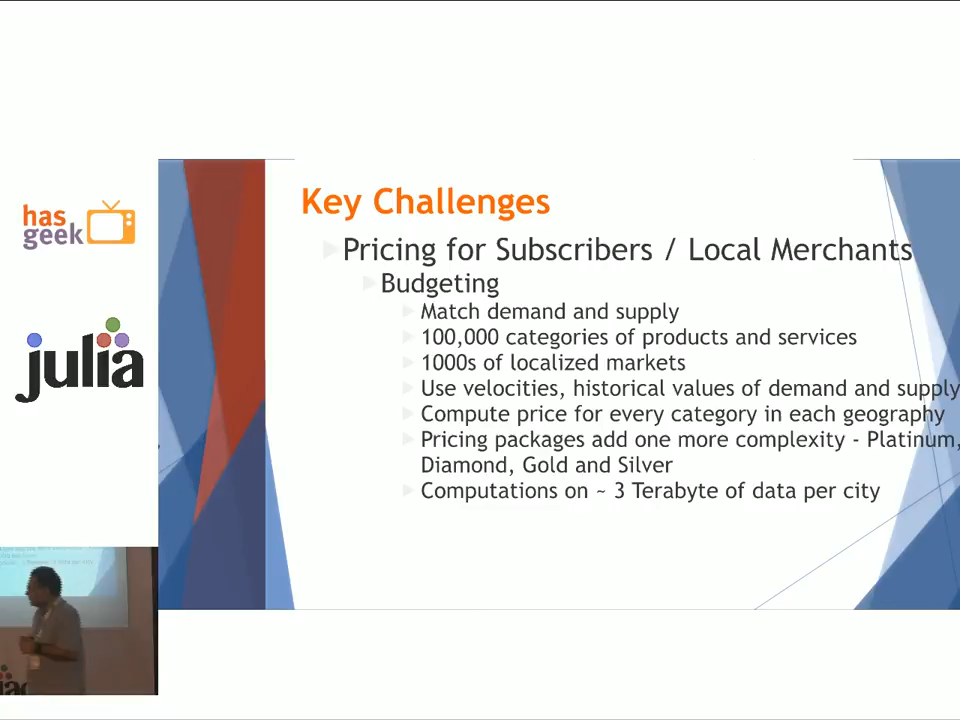 has
geek
julia
Key Challenges
Pricing for Subscribers / Local Merchants
Budgeting
Match demand and supply
100,000 categories of products and services
1000s of localized markets
Use velocities, historical values of demand and supply
Compute price for every category in each geography
Pricing packages add one more complexity - Platinum,
Diamond, Gold and Silver
Computations on ~ 3 Terabyte of data per city